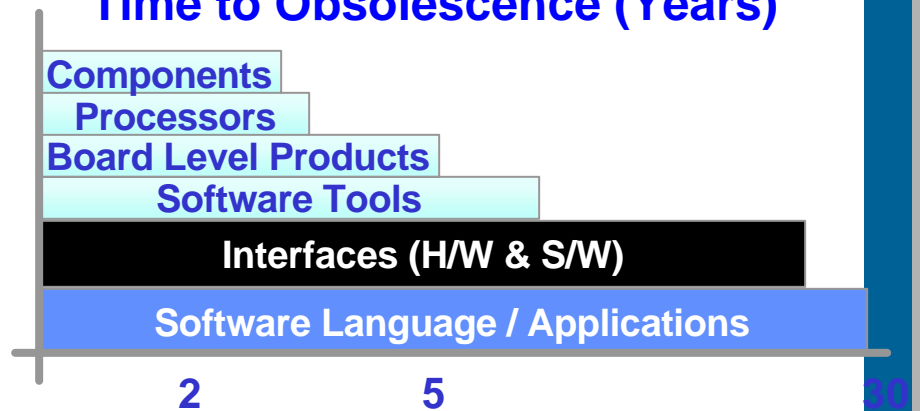 Time to Obsolescence (Years)
Components
Processors
Board Level Products
Software Tools
Interfaces (H/W & S/W)
Software Language / Applications
2 5 30